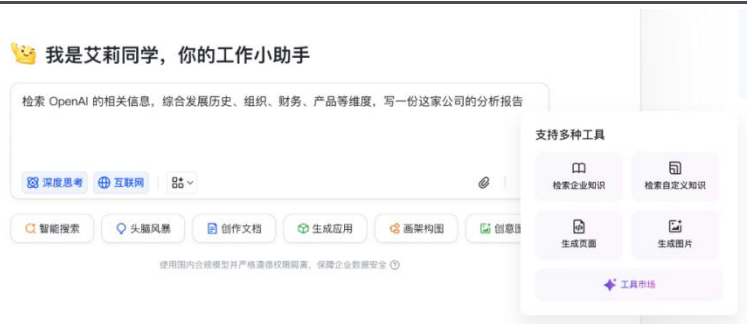 我是艾莉同学，你的工作小助手
检索 OpenAI 的相关信息，综合发展历史、组织、财务、产品等维度，写一份这家公司的分析报告
深度思考 互联网
智能搜索 头脑风暴 创作文档 生成应用 画架构图 创意
使用国内合规模型并严格遵循权限隔离，保障企业数据安全
支持多种工具
检索企业知识 检索自定义知识
生成页面 生成图片
工具市场